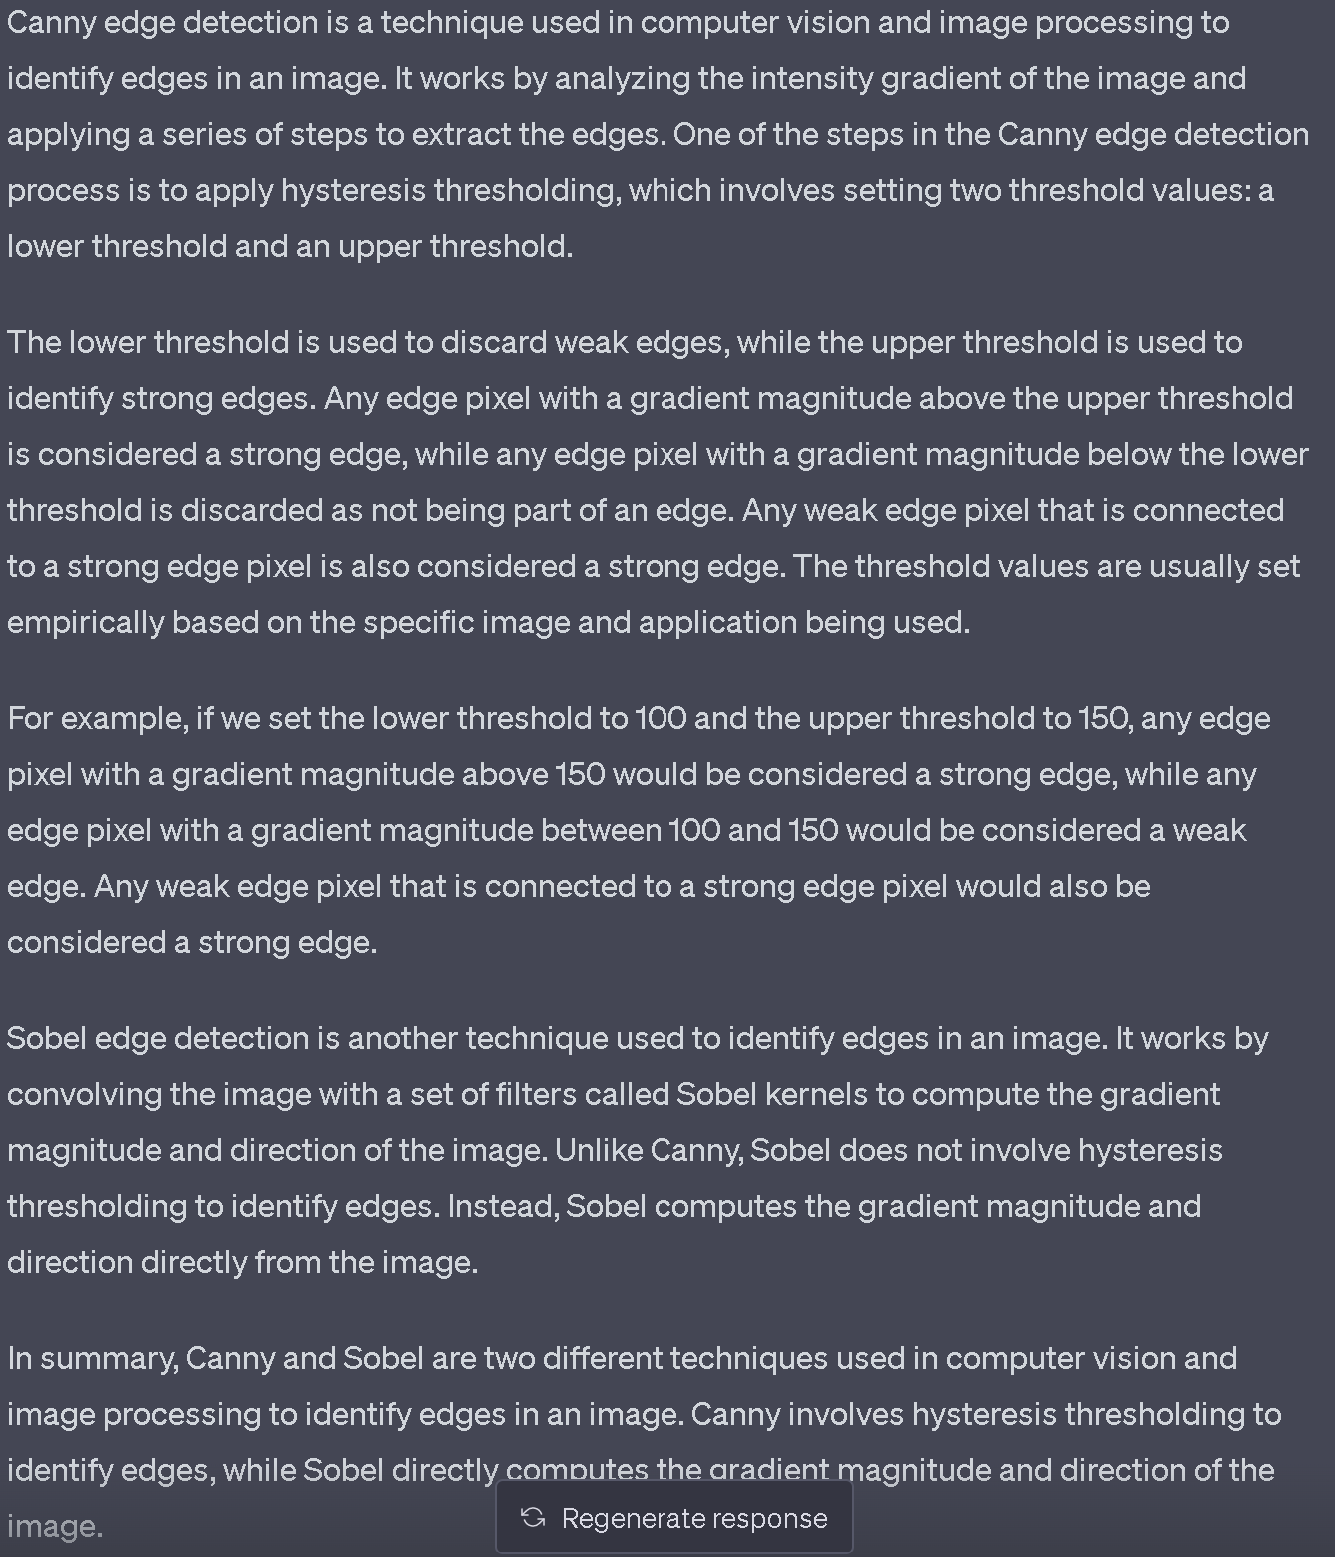 Canny edge detection is a technique used in computer vision and image processing to
identify edges in an image. It works by analyzing the intensity gradient of the image and
applying a series of steps to extract the edges. One of the steps in the Canny edge detection
process is to apply hysteresis thresholding, which involves setting two threshold values: a
lower threshold and an upper threshold.
The lower threshold is used to discard weak edges, while the upper threshold is used to
identify strong edges. Any edge pixel with a gradient magnitude above the upper threshold
is considered a strong edge, while any edge pixel with a gradient magnitude below the lower
threshold is discarded as not being part of an edge. Any weak edge pixel that is connected
to a strong edge pixel is also considered a strong edge. The threshold values are usually set
empirically based on the specific image and application being used.
For example, if we set the lower threshold to 100 and the upper threshold to 150, any edge
pixel with a gradient magnitude above 150 would be considered a strong edge, while any
edge pixel with a gradient magnitude between 100 and 150 would be considered a weak
edge. Any weak edge pixel that is connected to a strong edge pixel would also be
considered a strong edge.
Sobel edge detection is another technique used to identify edges in an image. It works by
convolving the image with a set of filters called Sobel kernels to compute the gradient
magnitude and direction of the image. Unlike Canny, Sobel does not involve hysteresis
thresholding to identify edges. Instead, Sobel computes the gradient magnitude and
direction directly from the image.
In summary, Canny and Sobel are two different techniques used in computer vision and
image processing to identify edges in an image. Canny involves hysteresis thresholding to
identify edges, while Sobel directly computes the gradient magnitude and direction of the
image.
Regenerate response